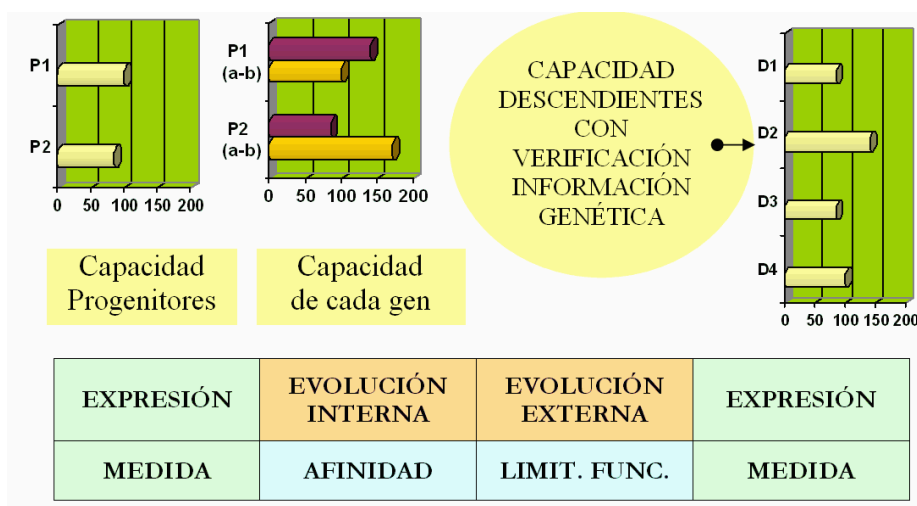 P1
P2
0 50 100 150 200
P1
(a-b)
P2
(a-b)
0 50 100 150 200
CAPACIDAD
DESCENDIENTES
CON
VERIFICACIÓN
INFORMACIÓN
GENÉTICA
D1
D2
D3
D4
0 50 100 150 200
Capacidad
Progenitores
Capacidad
de cada gen
EXPRESIÓN
EVOLUCIÓN
INTERNA
EVOLUCIÓN
EXTERNA
EXPRESIÓN
MEDIDA
AFINIDAD
LIMIT. FUNC.
MEDIDA